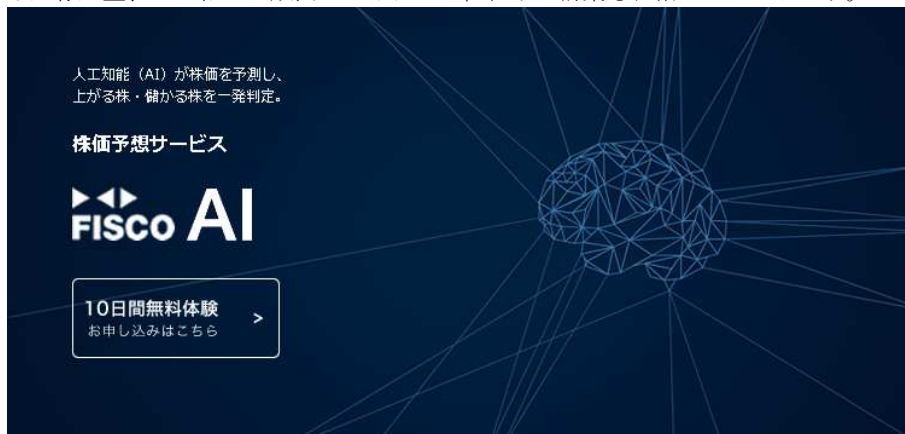 人工知能（AI）が株価を予測し、
上がる株・儲かる株を一発判定。
株価予想サービス
FISCO AI
10日間無料体験
お申し込みはこちら
>